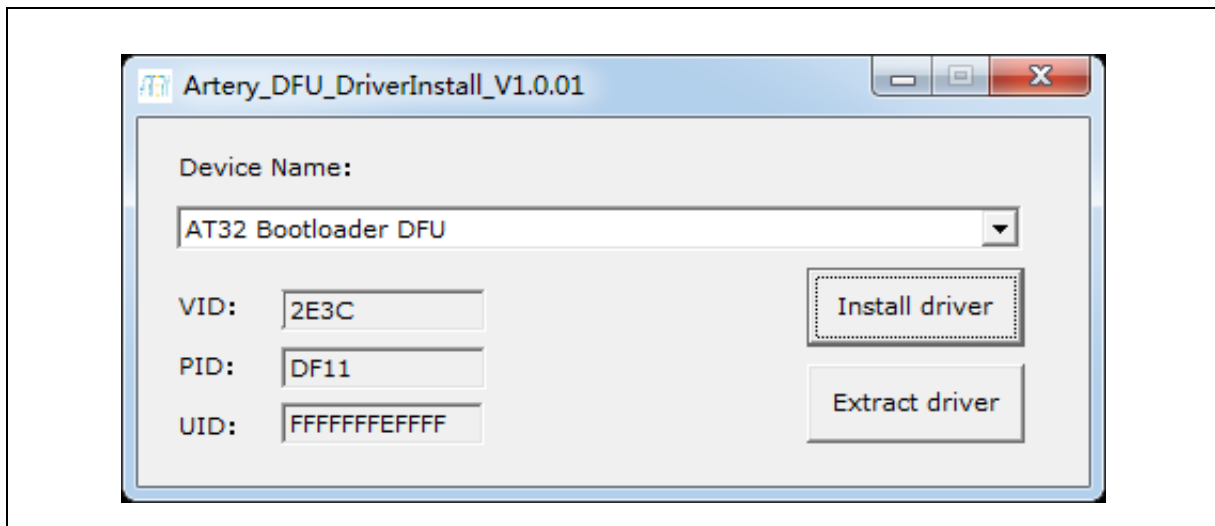 Artery_DFU_DriverInstall_V1.0.01
Device Name:
AT32 Bootloader DFU
VID: 2E3C
Install driver
PID: DF11
Extract driver
UID: FFFFFFFEFFFF